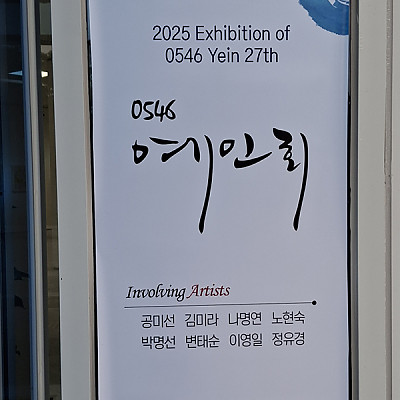 2025 Exhibition of
0546 Yein 27th
0546
예인회
Involving Artists
공미선 김미라 나명연 노현숙
박명선 변태순 이영일 정유경